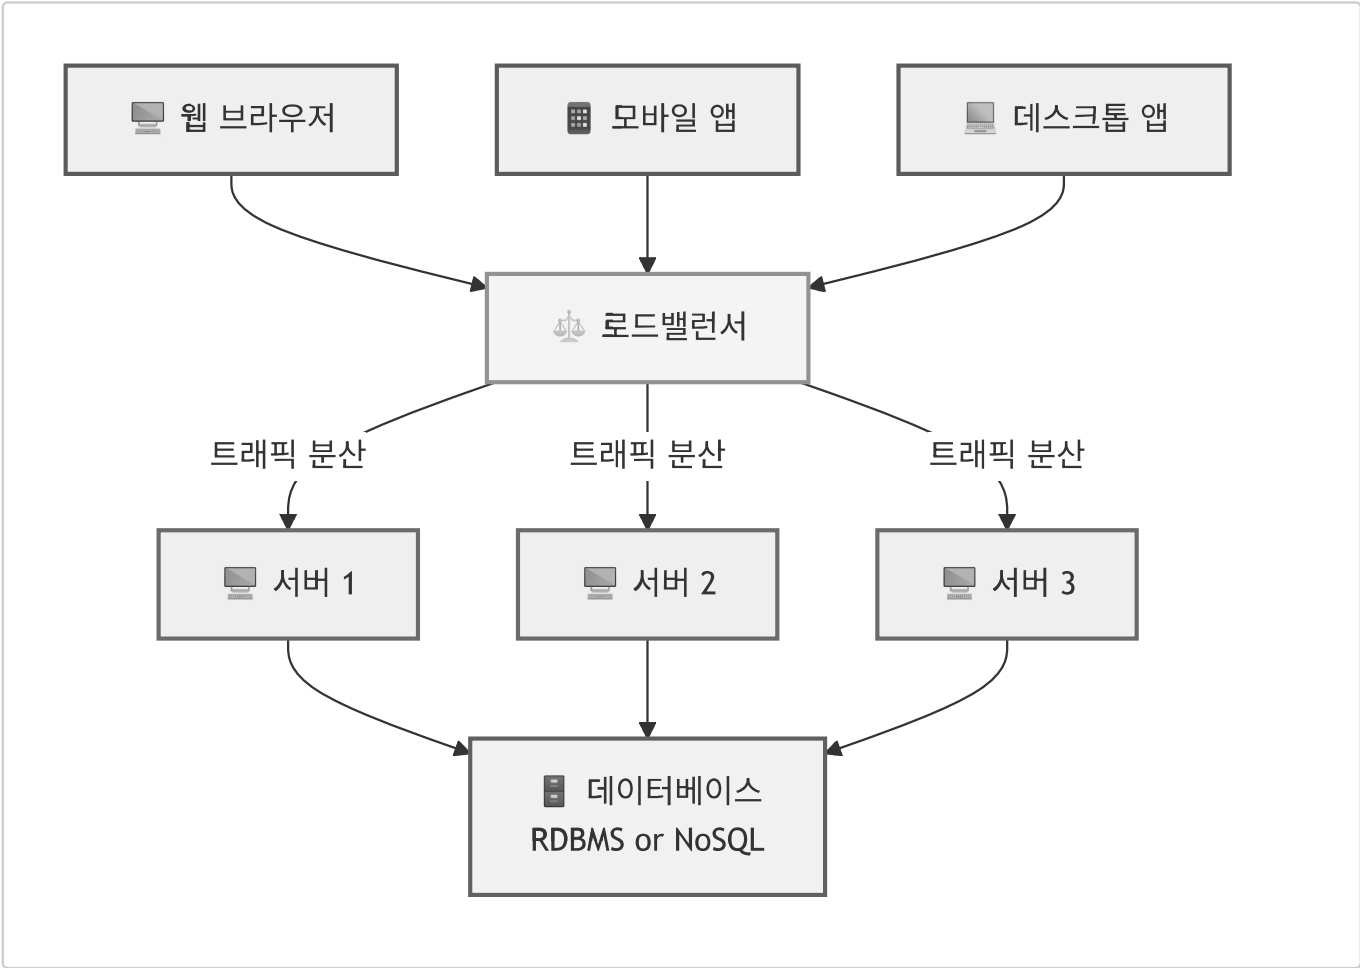 웹 브라우저
모바일 앱
데스크톱 앱
로드밸런서
트래픽 분산
트래픽 분산
트래픽 분산
서버 1
서버 2
서버 3
데이터베이스
RDBMS or NoSQL